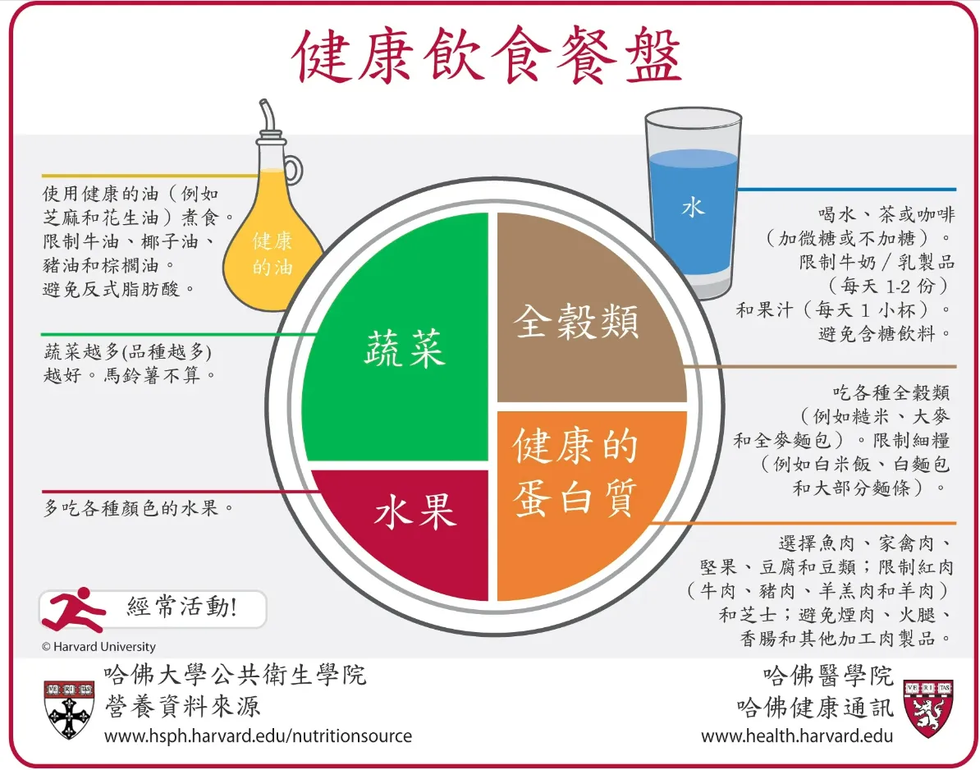 健康飲食餐盤
使用健康的油（例如
芝麻和花生油）煮食。
限制牛油、椰子油、
豬油和棕櫚油。
避免反式脂肪酸。
健康
的油
水
喝水、茶或咖啡
（加微糖或不加糖）。
限制牛奶/乳製品
（每天 1-2 份）
和果汁（每天 1 小杯）。
避免含糖飲料。
蔬菜越多(品種越多)
越好。馬鈴薯不算。
蔬菜
全穀類
吃各種全穀類
（例如糙米、大麥
和全麥麵包）。限制細糧
（例如白米飯、白麵包
和大部分麵條）。
多吃各種顏色的水果。
水果
健康的
蛋白質
選擇魚肉、家禽肉、
堅果、豆腐和豆類；限制紅肉
（牛肉、豬肉、羊羔肉和羊肉）
和芝士；避免煙肉、火腿、
香腸和其他加工肉製品。
經常活動!
© Harvard University
哈佛大學公共衛生學院
營養資料來源
www.hsph.harvard.edu/nutritionsource
哈佛醫學院
哈佛健康通訊
www.health.harvard.edu
VE RI TAS